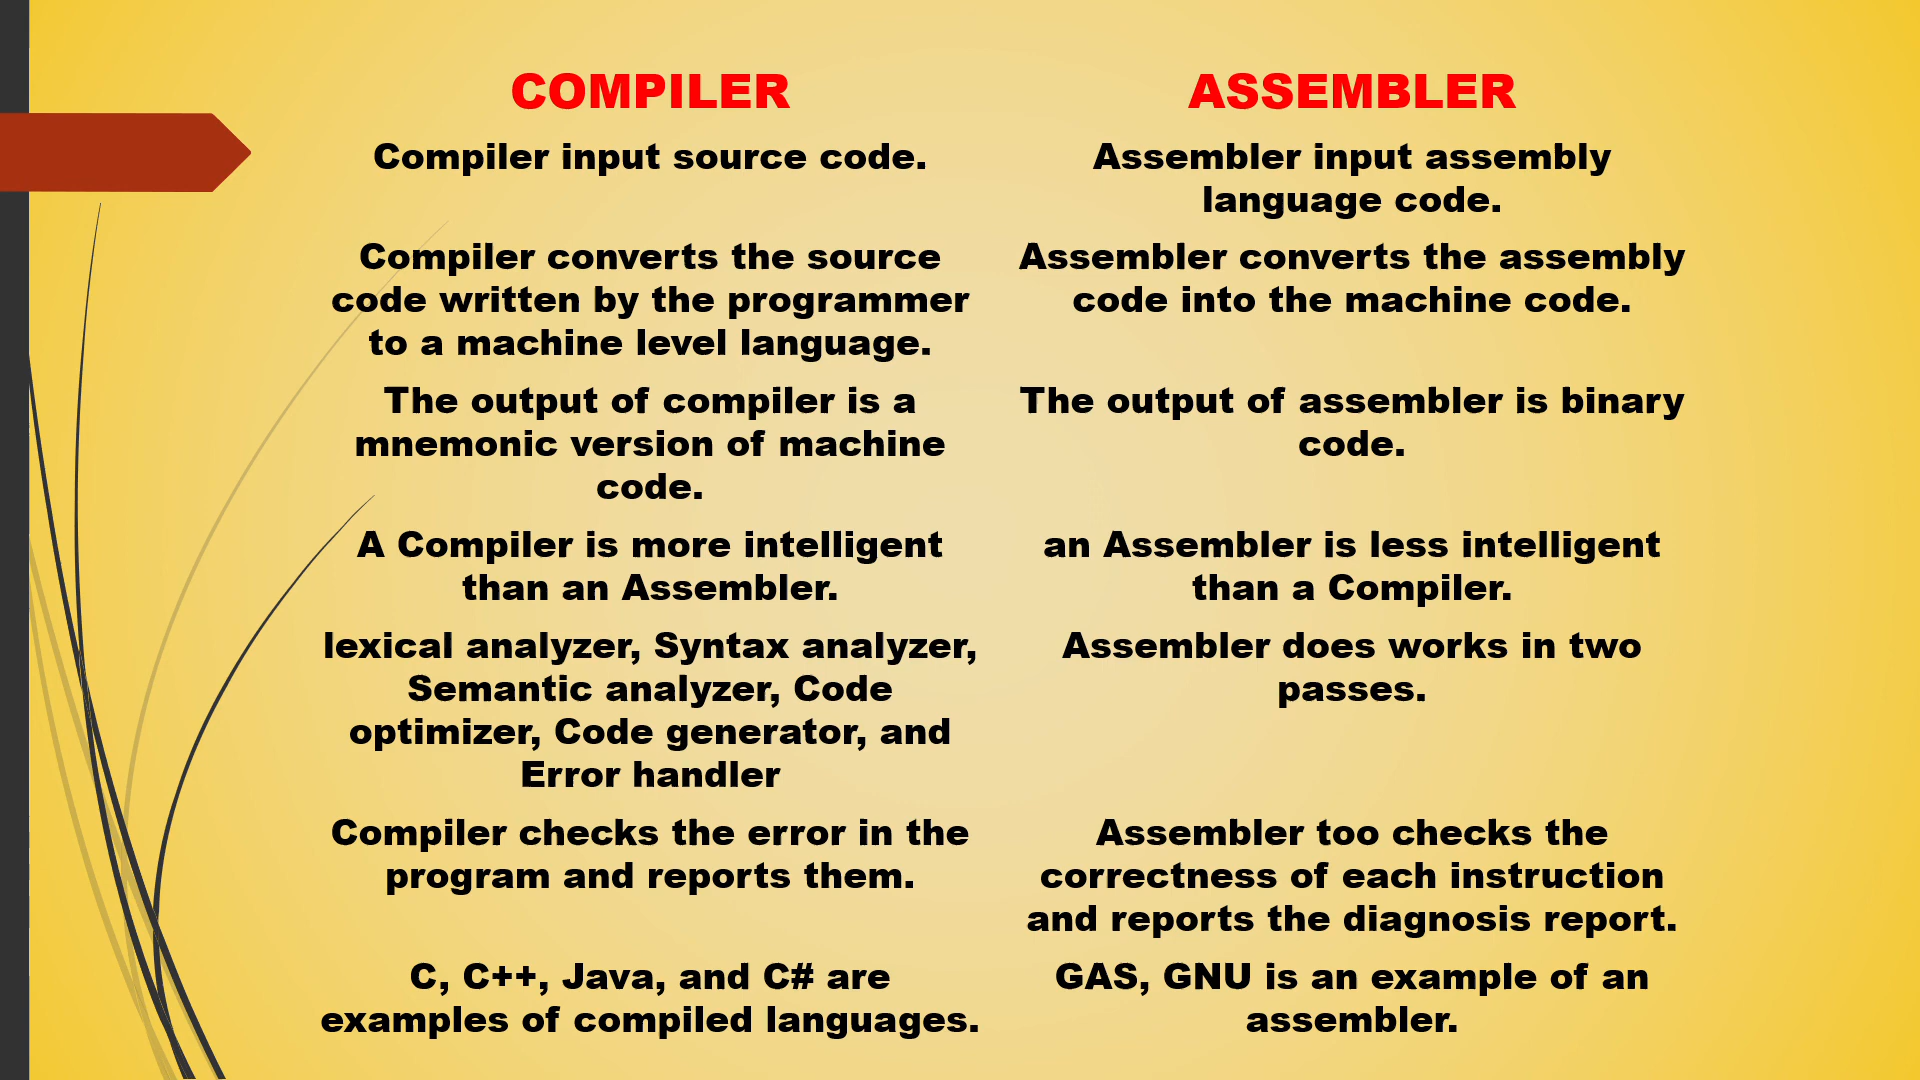 COMPILER
ASSEMBLER
Compiler input source code.
Assembler input assembly
language code.
Compiler converts the source
code written by the programmer
to a machine level language.
Assembler converts the assembly
code into the machine code.
The output of compiler is a
mnemonic version of machine
code.
The output of assembler is binary
code.
A Compiler is more intelligent
than an Assembler.
an Assembler is less intelligent
than a Compiler.
lexical analyzer, Syntax analyzer,
Semantic analyzer, Code
optimizer, Code generator, and
Error handler
Assembler does works in two
passes.
Compiler checks the error in the
program and reports them.
Assembler too checks the
correctness of each instruction
and reports the diagnosis report.
C, C++, Java, and C# are
examples of compiled languages.
GAS, GNU is an example of an
assembler.